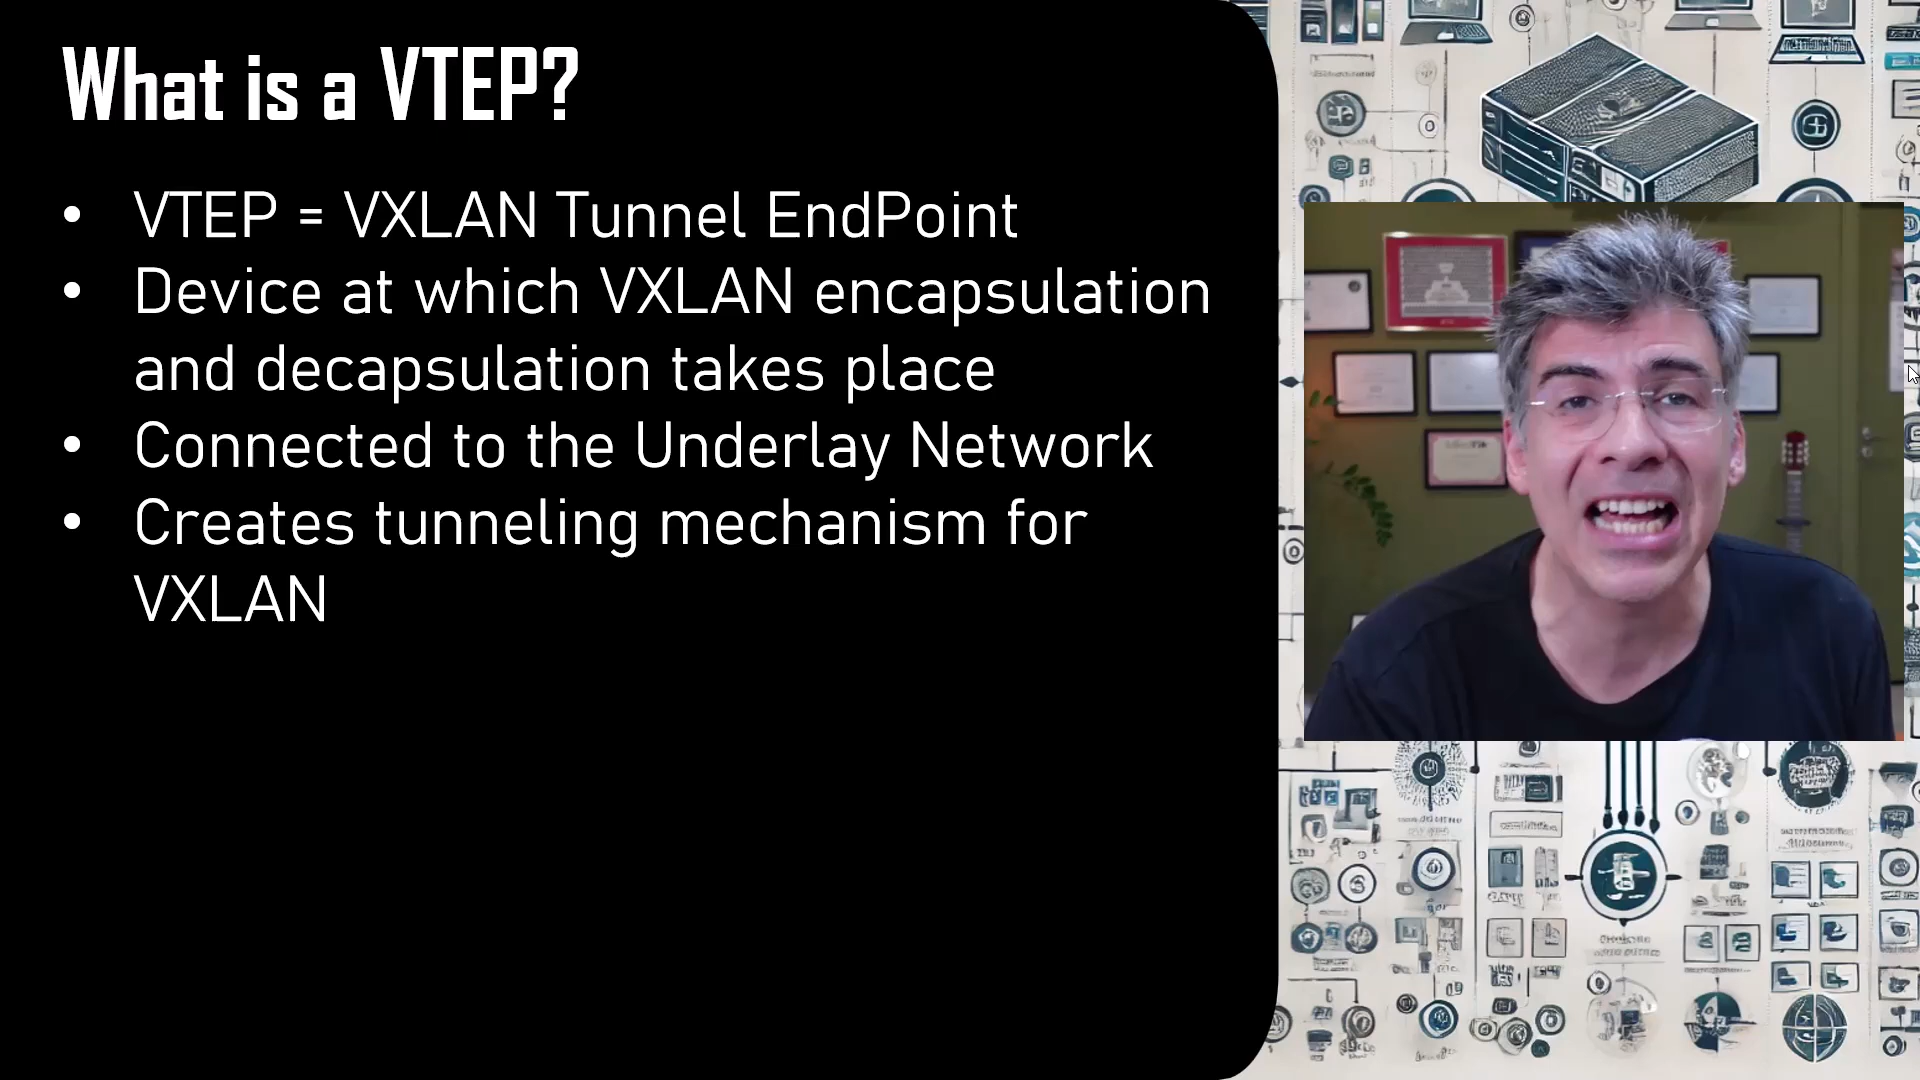 What is a VTEP?
• VTEP = VXLAN Tunnel EndPoint
• Device at which VXLAN encapsulation
and decapsulation takes place
• Connected to the Underlay Network
• Creates tunneling mechanism for
VXLAN